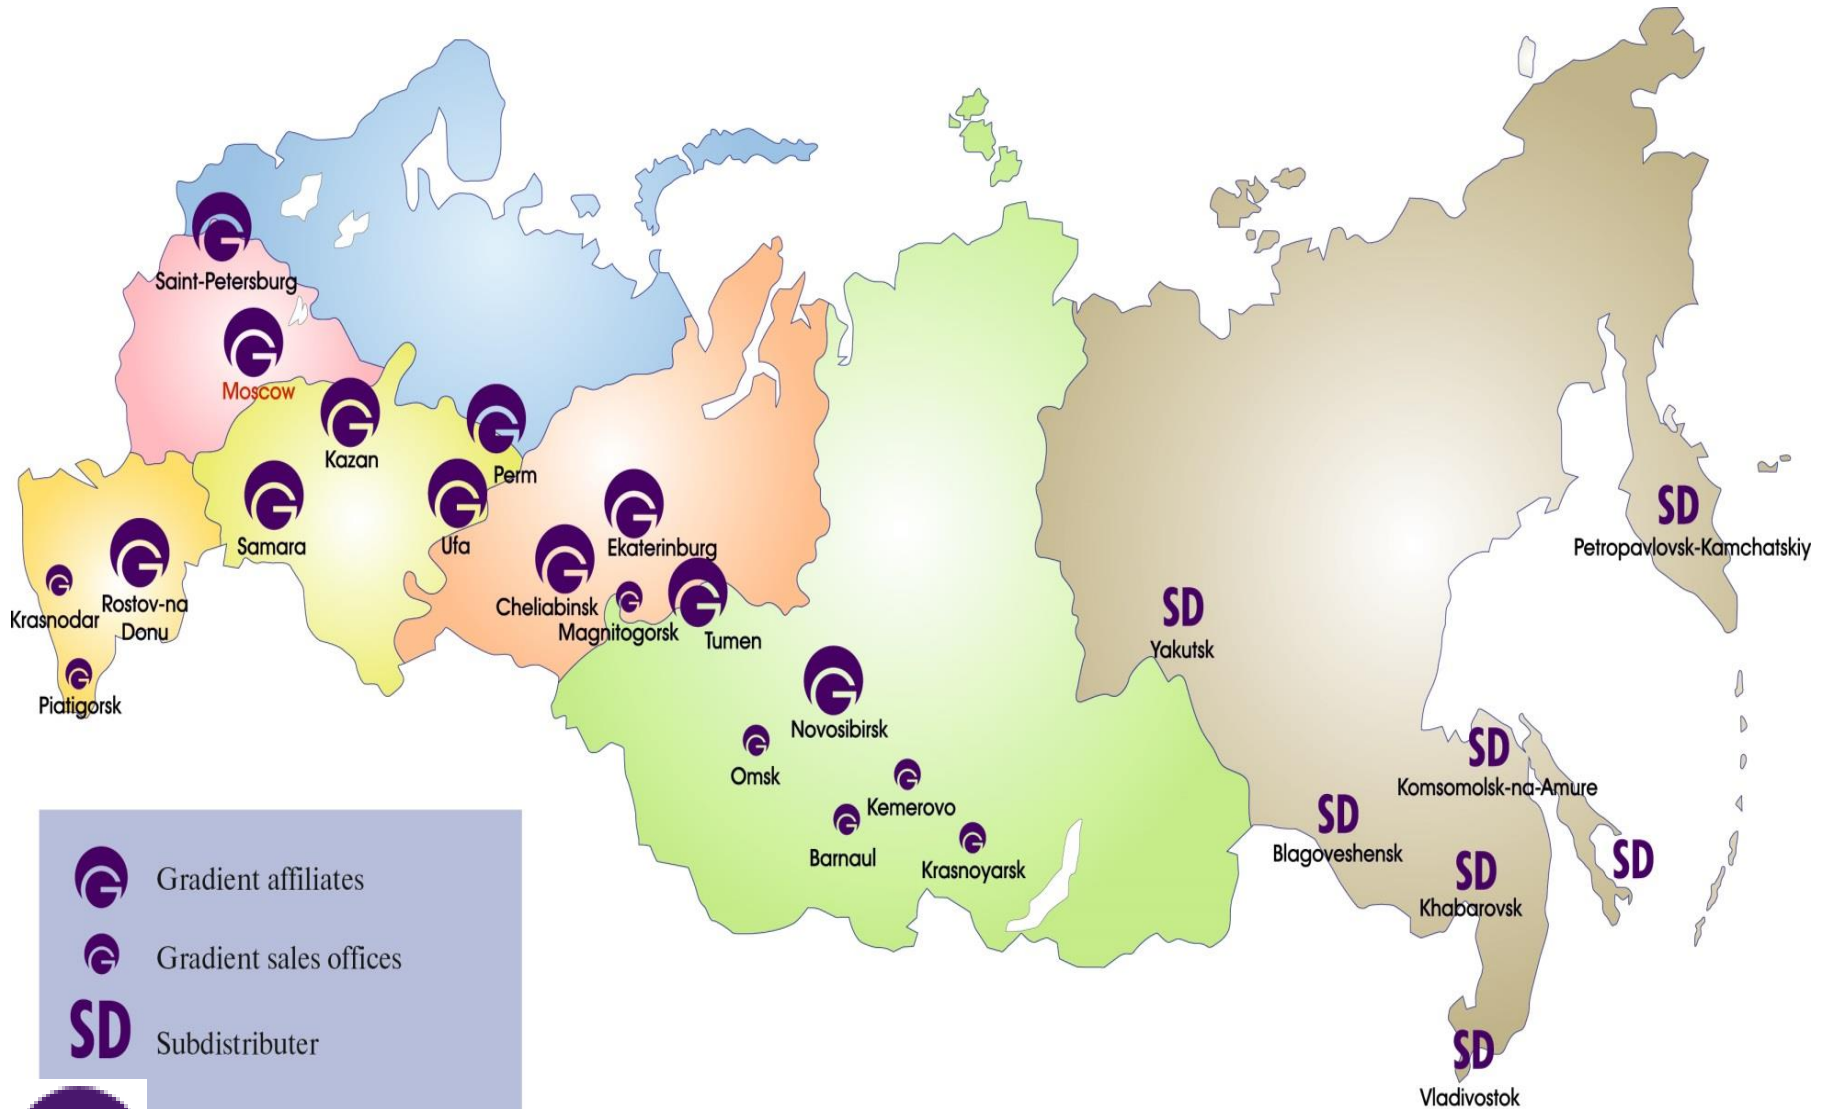 Saint-Petersburg
Moscow
Kazan
Perm
Samara
Ufa
Ekaterinburg
Krasnodar
Rostov-na
Donu
Cheliabinsk
Magnitogorsk
Tumen
Piatigorsk
Novosibirsk
Omsk
Kemerovo
Barnaul
Krasnoyarsk
SD
Petropavlovsk-Kamchatskiy
SD
Yakutsk
SD
Komsomolsk-na-Amure
SD
Blagoveshensk
SD
Khabarovsk
SD
SD
Vladivostok
Gradient affiliates
Gradient sales offices
SD Subdistributer